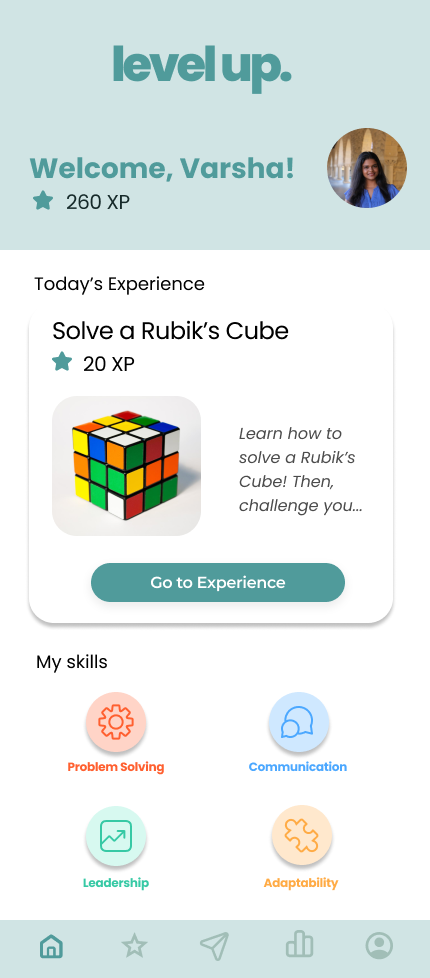 level up.
Welcome, Varsha!
260 XP
Today’s Experience
Solve a Rubik’s Cube
20 XP
Learn how to
solve a Rubik’s
Cube! Then,
challenge you...
Go to Experience
My skills
Problem Solving
Communication
Leadership
Adaptability